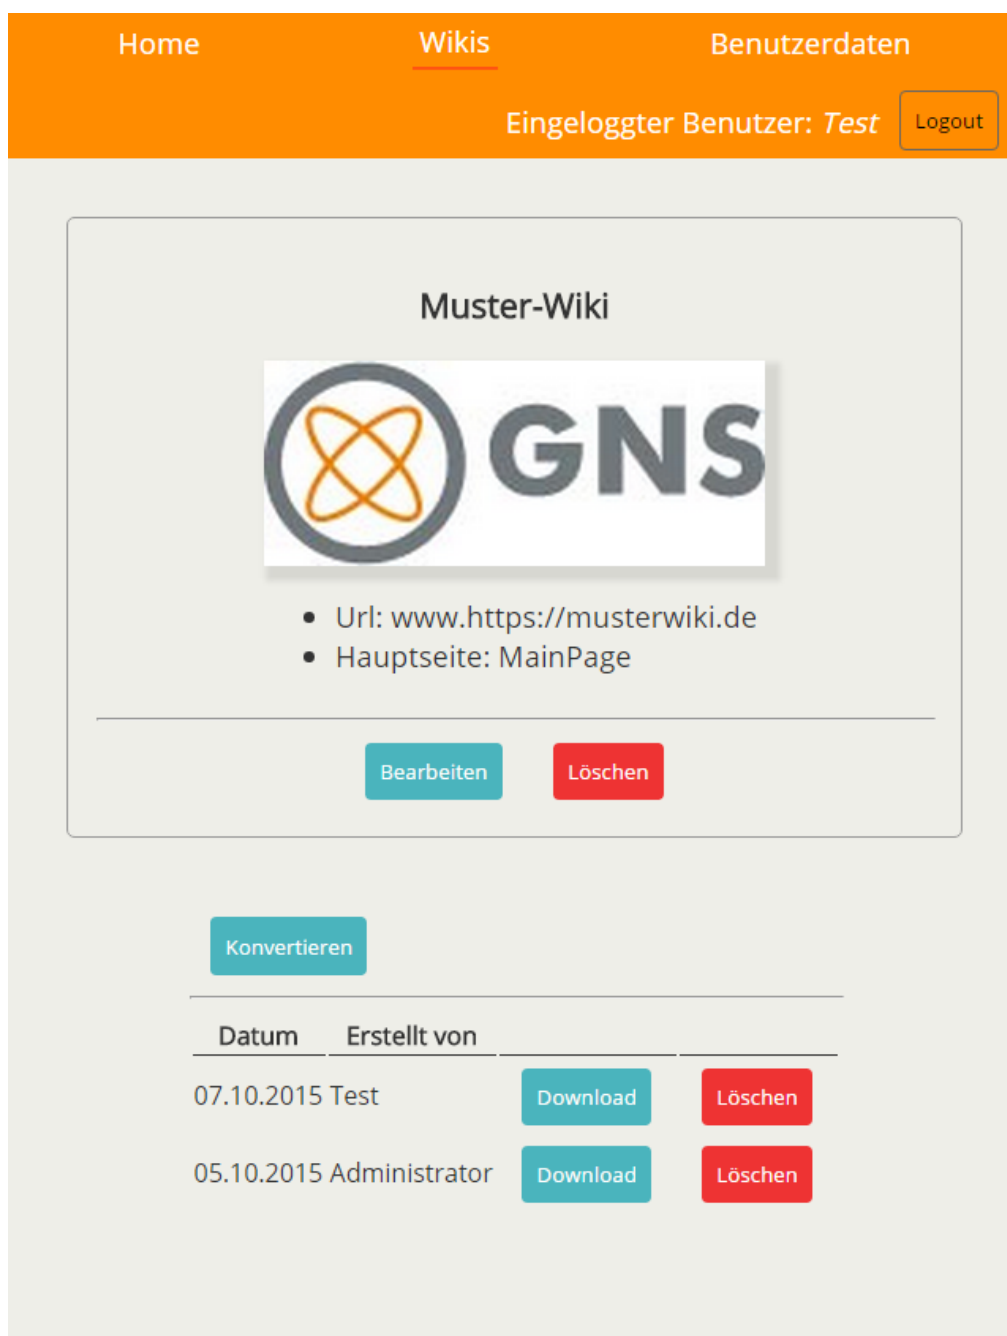 Home Wikis Benutzerdaten
Eingeloggter Benutzer: Test Logout
Muster-Wiki
GNS
Url: www.https://musterwiki.de
Hauptseite: MainPage
Bearbeiten Löschen
Konvertieren
Datum Erstellt von
07.10.2015 Test Download Löschen
05.10.2015 Administrator Download Löschen